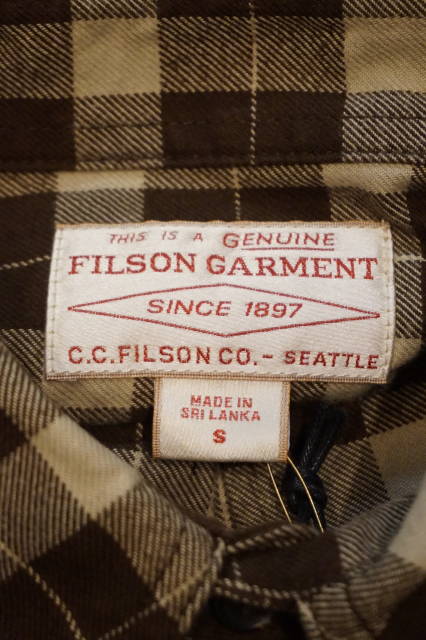 THIS IS A GENUINE
FILSON GARMENT
SINCE 1897
C.C. FILSON CO. - SEATTLE
MADE IN
SRI LANKA
S